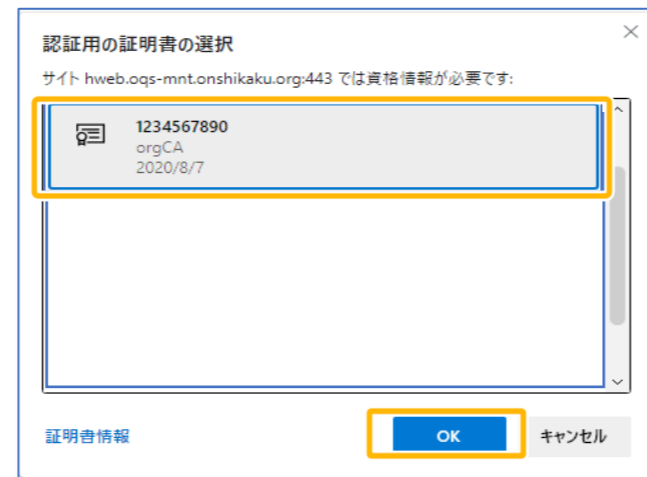 認証用の証明書の選択
サイト hweb.oqs-mnt.onshikaku.org:443 では資格情報が必要です:
1234567890
orgCA
2020/8/7
証明書情報
OK
キャンセル